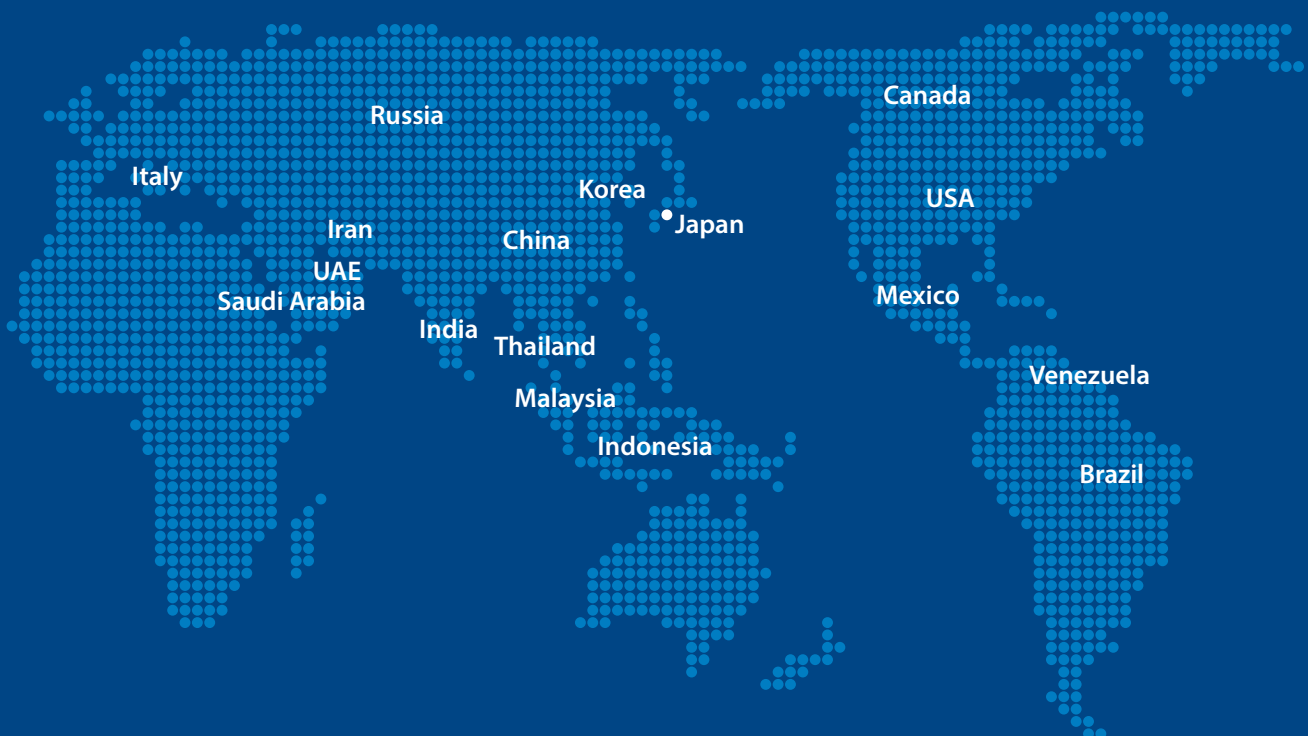 Russia
Canada
Italy
Korea
USA
Japan
Iran
China
UAE
Saudi Arabia
Mexico
India
Thailand
Venezuela
Malaysia
Indonesia
Brazil